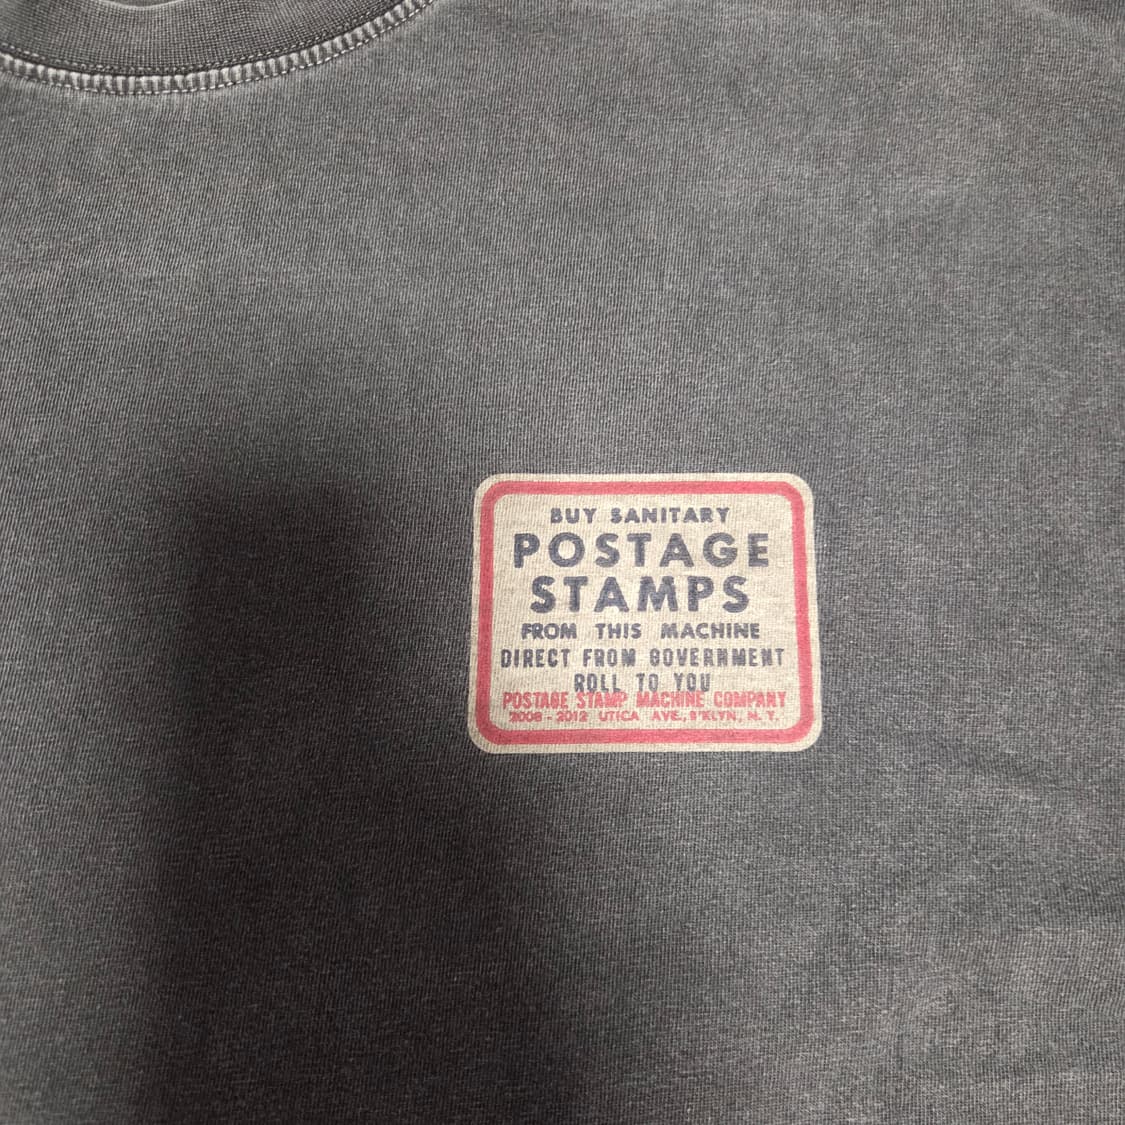 BUY SANITARY
POSTAGE
STAMPS
FROM THIS MACHINE
DIRECT FROM GOVERNMENT
ROLL TO YOU
POSTAGE STAMP MACHINE COMPANY
2008 - 2012 UTICA AVE., B'KLYN, N. Y.